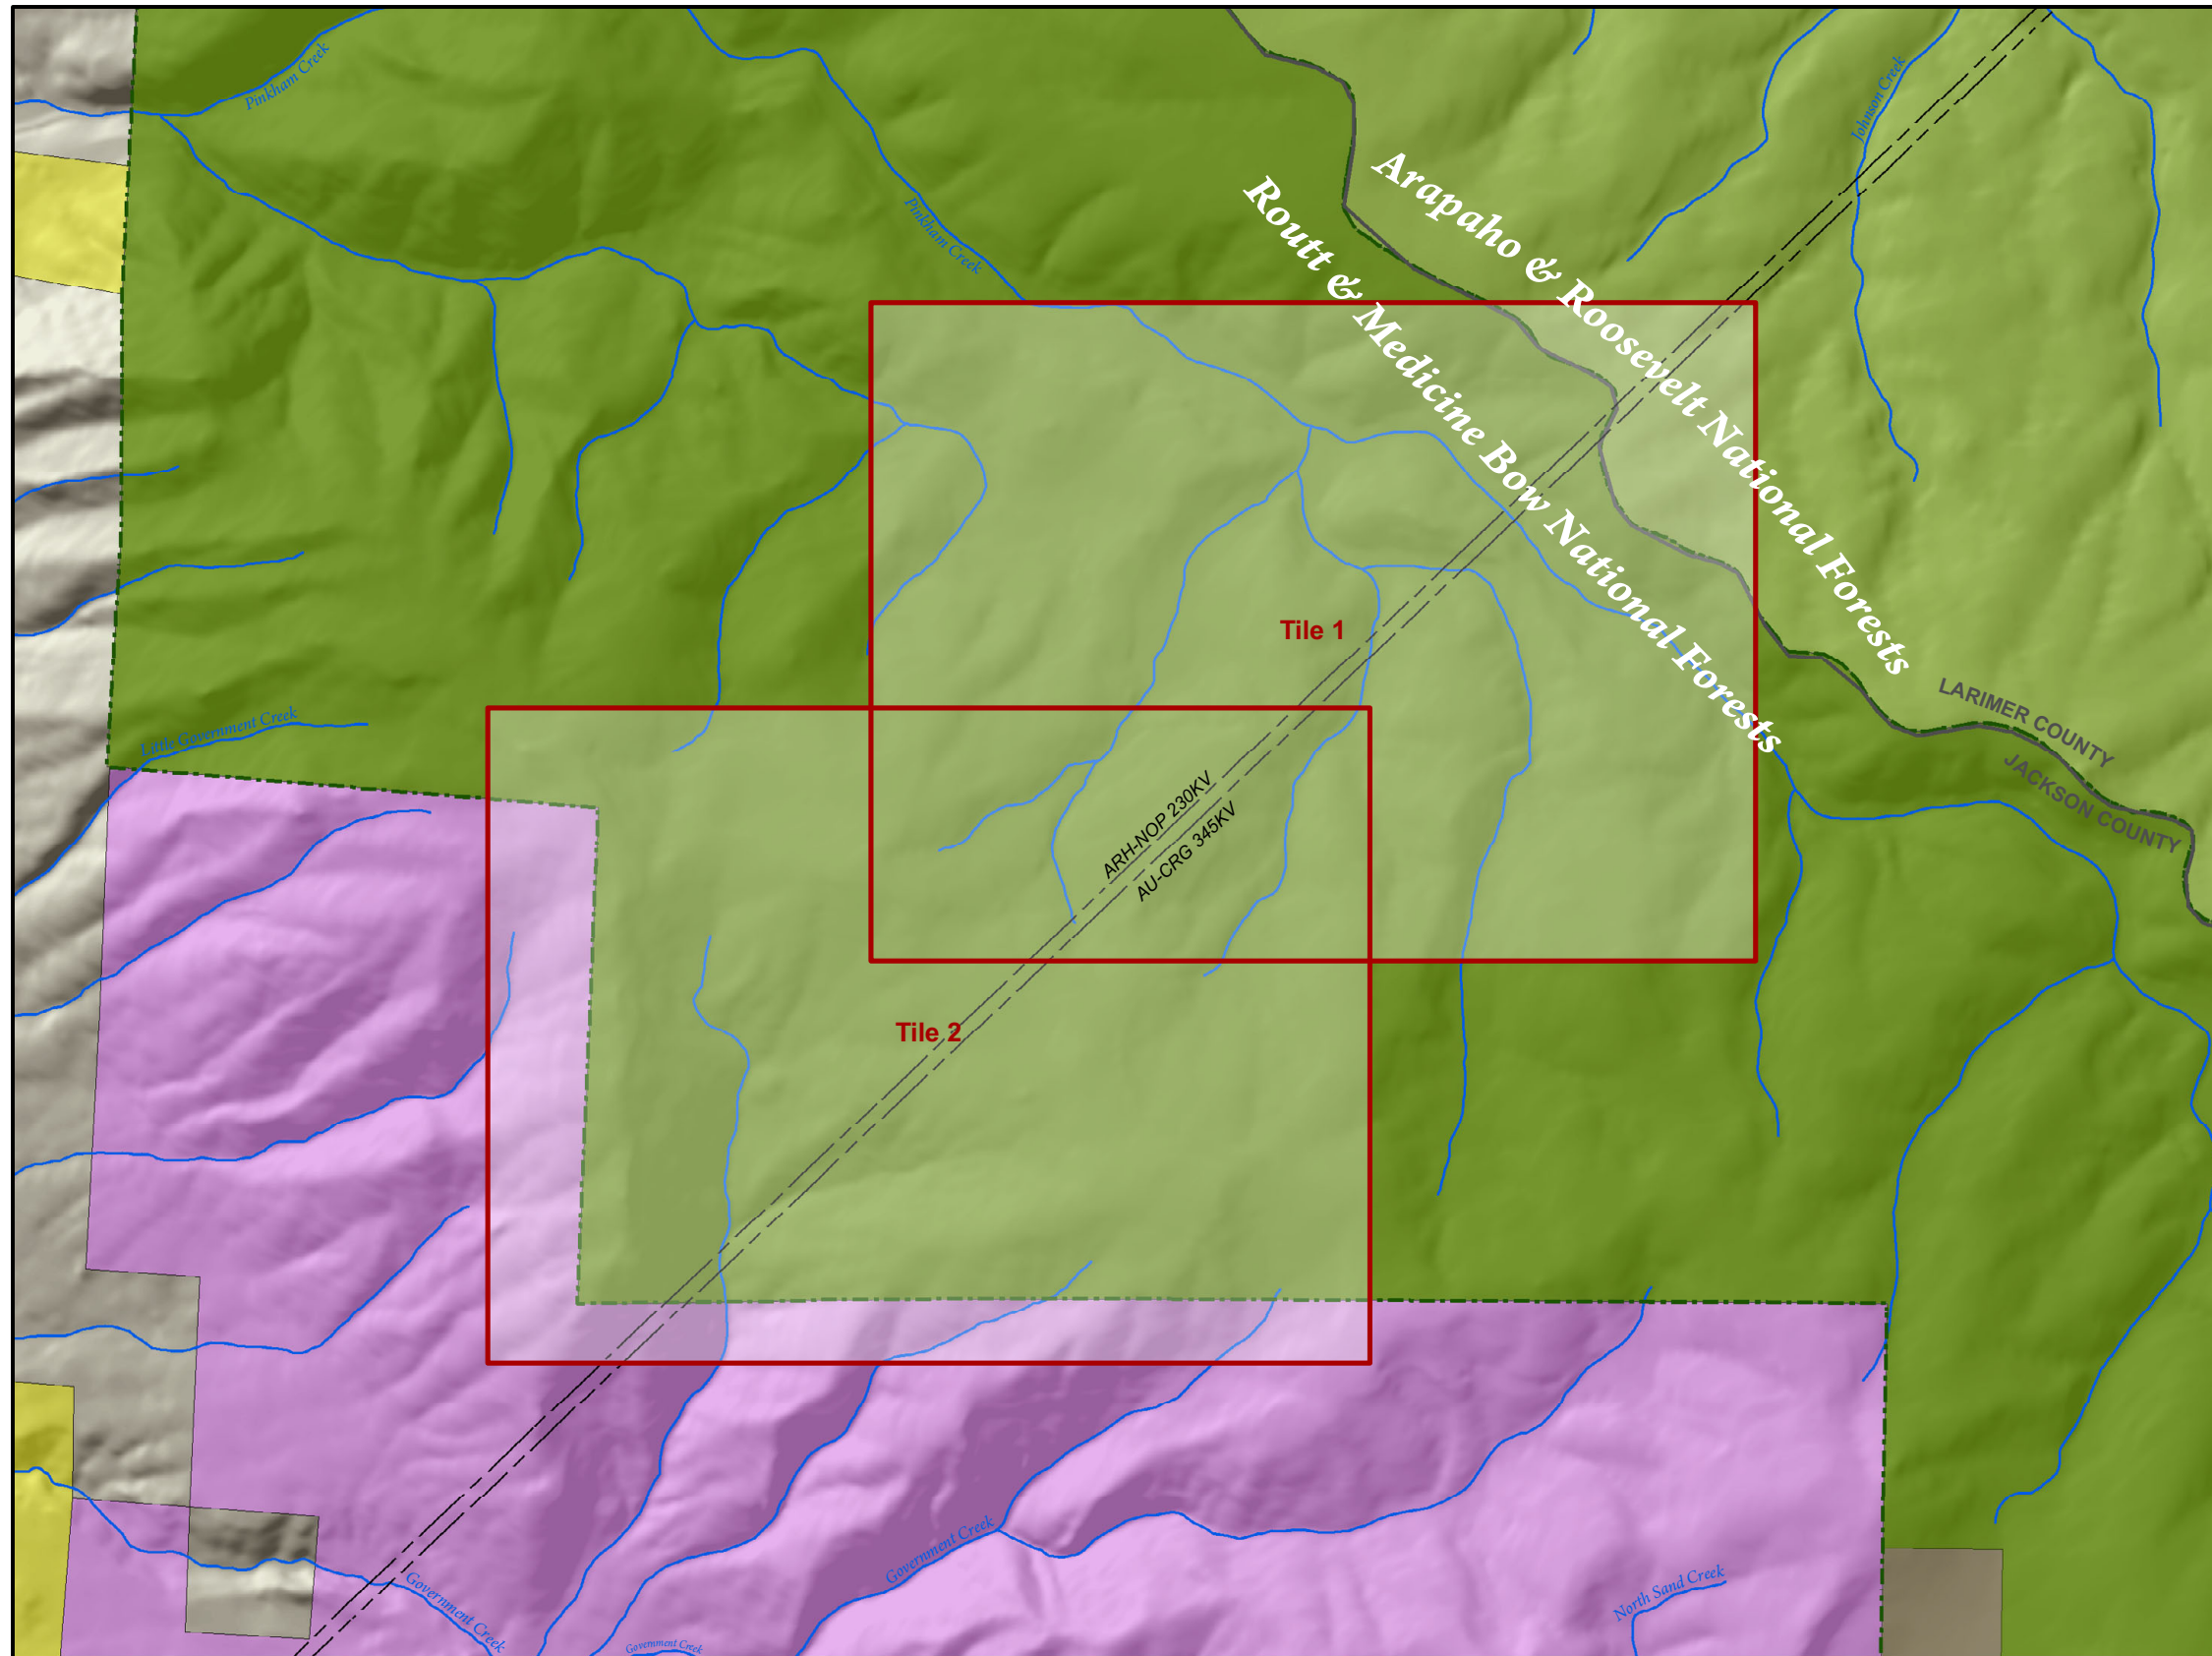 Pinkham Creek
Johnson Creek
Arapaho & Roosevelt National Forests
Routt & Medicine Bow National Forests
Pinkham Creek
Tile 1
LARIMER COUNTY
JACKSON COUNTY
Little Government Creek
ARH-NOP 230KV
AU-CRG 345KV
Tile 2
Government Creek
Government Creek
North Sand Creek
Government Creek